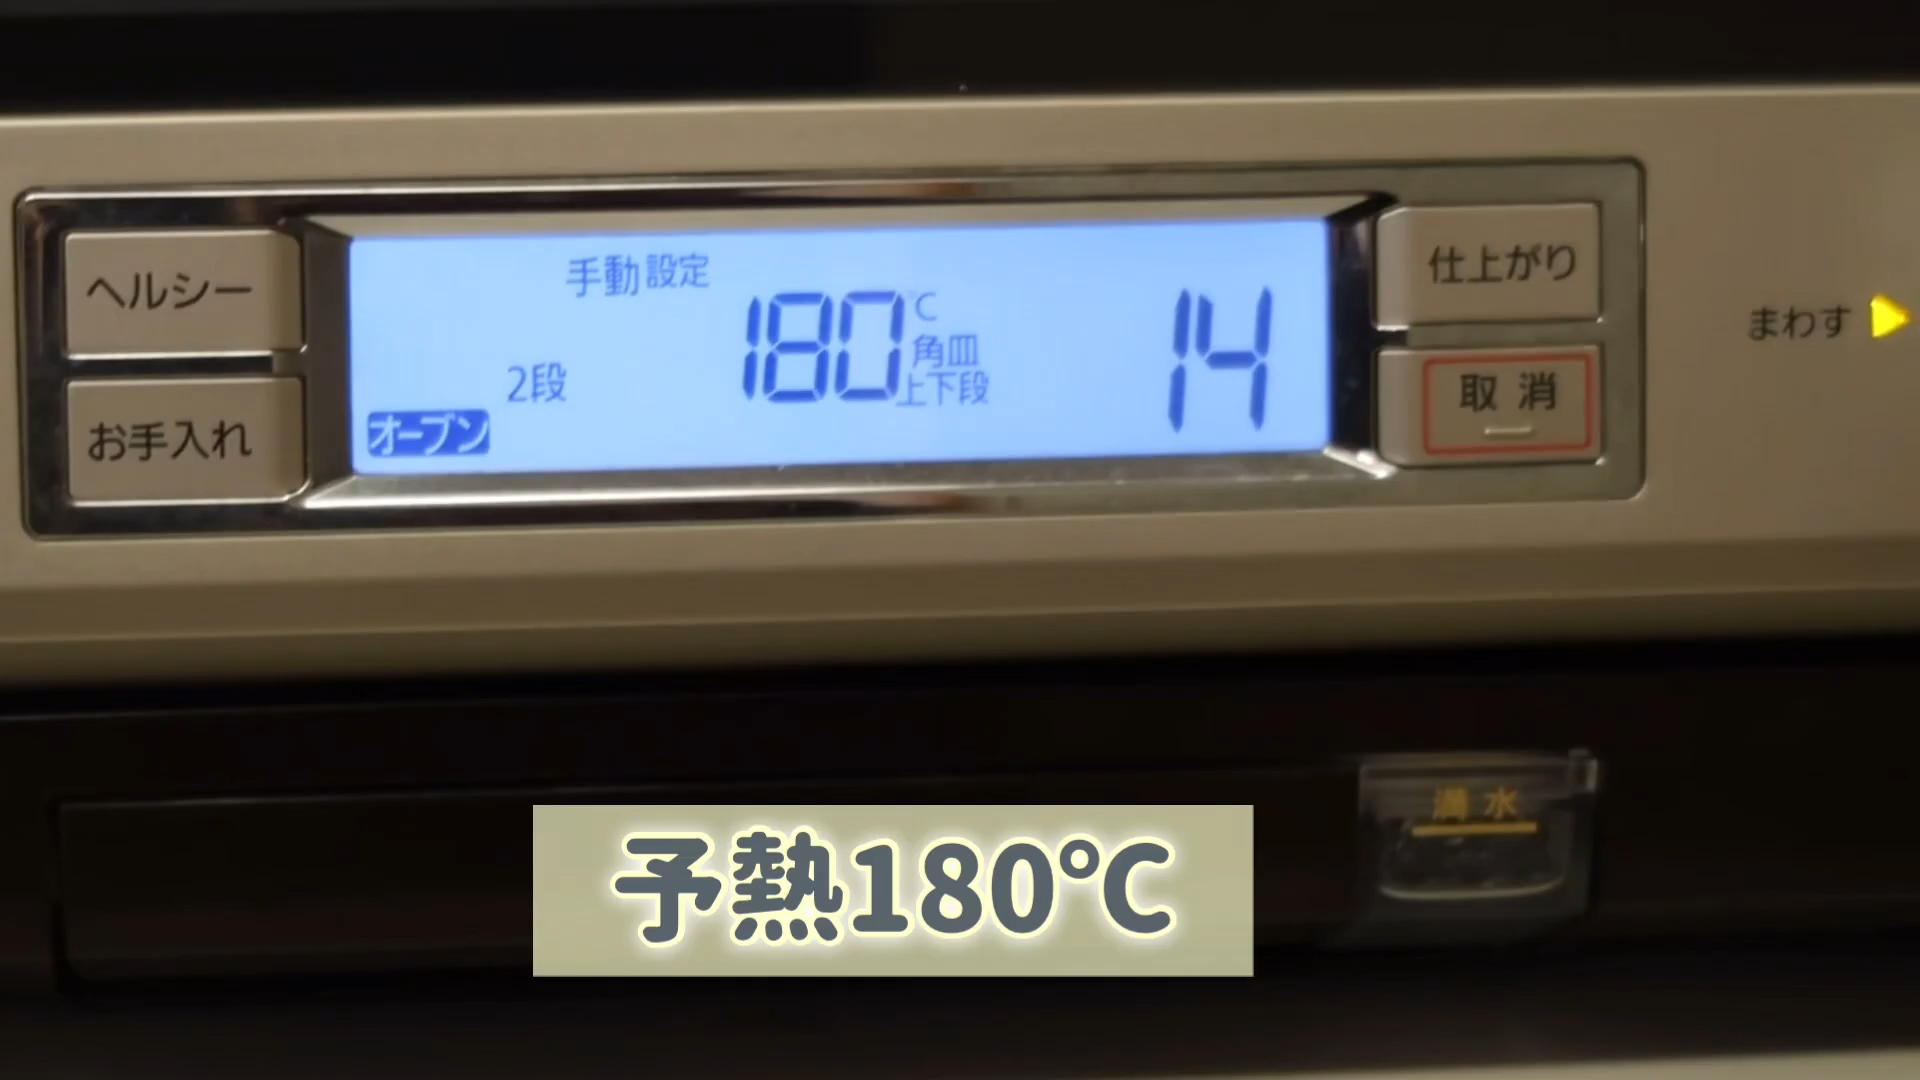 ヘルシー
お手入れ
手動設定
2段
オーブン
180℃
角皿
上下段
14
仕上がり
取消
まわす
満水
予熱180℃